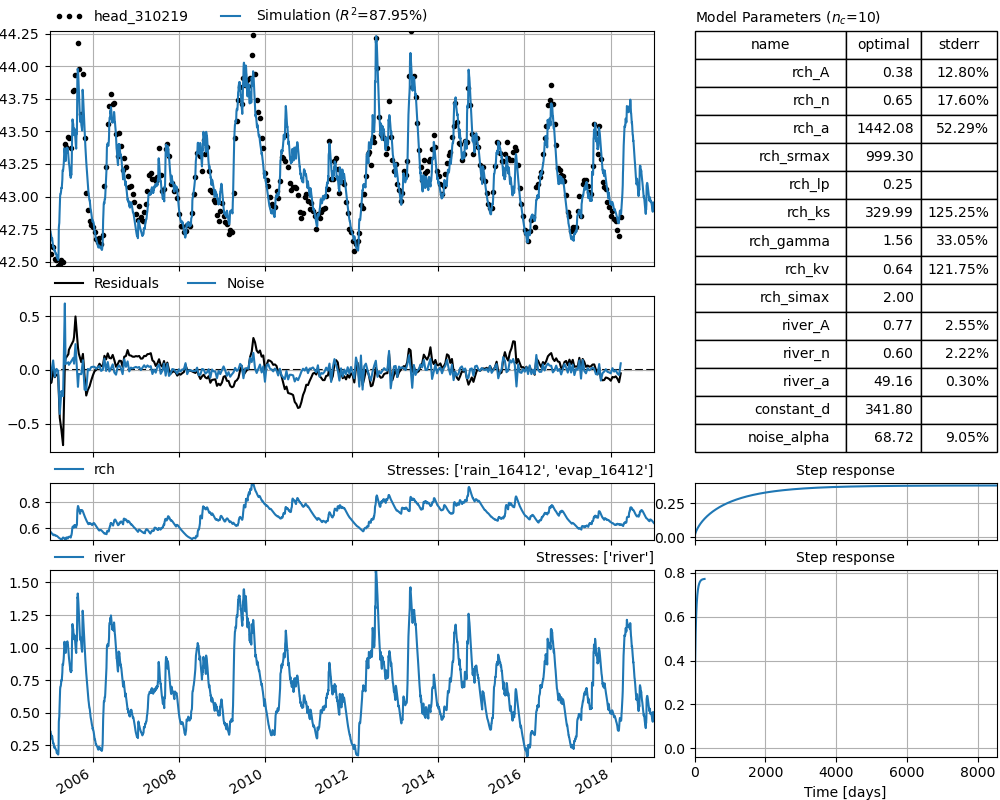 head_310219 Simulation (R²=87.95%)
44.25
44.00
43.75
43.50
43.25
43.00
42.75
42.50
Residuals Noise
0.5
0.0
−0.5
rch Stresses: ['rain_16412', 'evap_16412']
0.8
0.6
river Stresses: ['river']
1.50
1.25
1.00
0.75
0.50
0.25
2006 2008 2010 2012 2014 2016 2018
Model Parameters (nc=10)
name optimal stderr
rch_A 0.38 12.80%
rch_n 0.65 17.60%
rch_a 1442.08 52.29%
rch_srmax 999.30
rch_lp 0.25
rch_ks 329.99 125.25%
rch_gamma 1.56 33.05%
rch_kv 0.64 121.75%
rch_simax 2.00
river_A 0.77 2.55%
river_n 0.60 2.22%
river_a 49.16 0.30%
constant_d 341.80
noise_alpha 68.72 9.05%
Step response
0.25
0.00
Step response
0.8
0.6
0.4
0.2
0.0
0 2000 4000 6000 8000
Time [days]